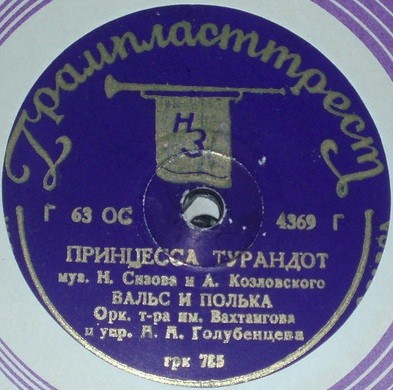 Грампласттрест
НЗ
Г 63 ОС 4369 Г
ПРИНЦЕССА ТУРАНДОТ
муз. Н. Сизова и А. Козловского
ВАЛЬС И ПОЛЬКА
Орк. т-ра им. Вахтангова
п/упр. А. А. Голубенцева
грк 785